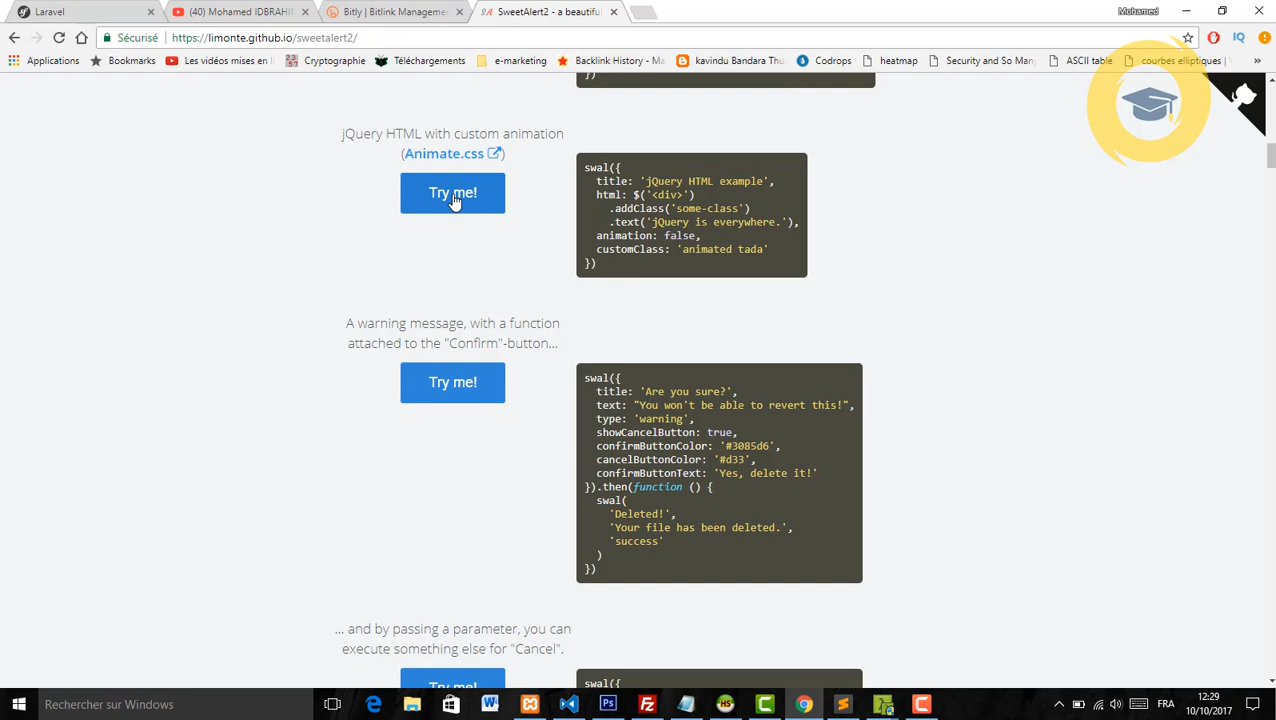 Laravel
(40) Mohamed IDBRAHI
Bitly | Bitlink Manageme
SweetAlert2 - a beautiful
Mohamed
Sécurisé
https://limonte.github.io/sweetalert2/
IQ
Applications
Bookmarks
Les vidéos mises en l
Cryptographie
Téléchargements
e-marketing
Backlink History - Ma
kavindu Bandara Thu
Codrops
heatmap
Security and So Man
ASCII table
courbes elliptiques
»
})
jQuery HTML with custom animation
(Animate.css)
Try me!
swal({
title: 'jQuery HTML example',
html: $('<div>')
.addClass('some-class')
.text('jQuery is everywhere.'),
animation: false,
customClass: 'animated tada'
})
A warning message, with a function
attached to the "Confirm"-button...
Try me!
swal({
title: 'Are you sure?',
text: "You won't be able to revert this!",
type: 'warning',
showCancelButton: true,
confirmButtonColor: '#3085d6',
cancelButtonColor: '#d33',
confirmButtonText: 'Yes, delete it!'
}).then(function () {
swal(
'Deleted!',
'Your file has been deleted.',
'success'
)
})
... and by passing a parameter, you can
execute something else for "Cancel".
Try me!
swal({
Rechercher sur Windows
FRA
12:29
10/10/2017